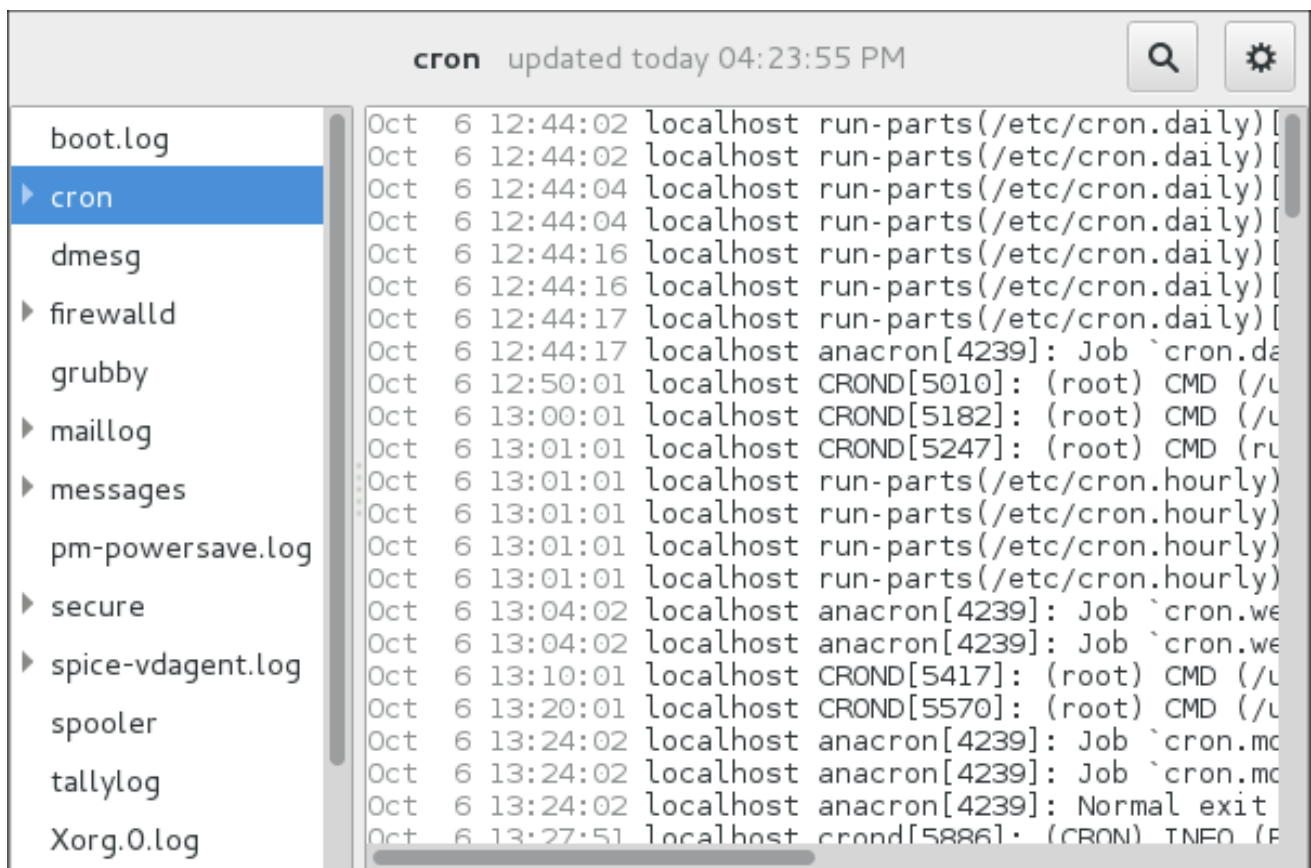 cron updated today 04:23:55 PM
boot.log
cron
dmesg
firewalld
grubby
maillog
messages
pm-powersave.log
secure
spice-vdagent.log
spooler
tallylog
Xorg.0.log
Oct 6 12:44:02 localhost run-parts(/etc/cron.daily)[
Oct 6 12:44:02 localhost run-parts(/etc/cron.daily)[
Oct 6 12:44:04 localhost run-parts(/etc/cron.daily)[
Oct 6 12:44:04 localhost run-parts(/etc/cron.daily)[
Oct 6 12:44:16 localhost run-parts(/etc/cron.daily)[
Oct 6 12:44:16 localhost run-parts(/etc/cron.daily)[
Oct 6 12:44:17 localhost run-parts(/etc/cron.daily)[
Oct 6 12:44:17 localhost anacron[4239]: Job `cron.da
Oct 6 12:50:01 localhost CROND[5010]: (root) CMD (/u
Oct 6 13:00:01 localhost CROND[5182]: (root) CMD (/u
Oct 6 13:01:01 localhost CROND[5247]: (root) CMD (ru
Oct 6 13:01:01 localhost run-parts(/etc/cron.hourly)
Oct 6 13:01:01 localhost run-parts(/etc/cron.hourly)
Oct 6 13:01:01 localhost run-parts(/etc/cron.hourly)
Oct 6 13:01:01 localhost run-parts(/etc/cron.hourly)
Oct 6 13:04:02 localhost anacron[4239]: Job `cron.we
Oct 6 13:04:02 localhost anacron[4239]: Job `cron.we
Oct 6 13:10:01 localhost CROND[5417]: (root) CMD (/u
Oct 6 13:20:01 localhost CROND[5570]: (root) CMD (/u
Oct 6 13:24:02 localhost anacron[4239]: Job `cron.mo
Oct 6 13:24:02 localhost anacron[4239]: Job `cron.mo
Oct 6 13:24:02 localhost anacron[4239]: Normal exit
Oct 6 13:27:51 localhost crond[5886]: (CRON) INFO (